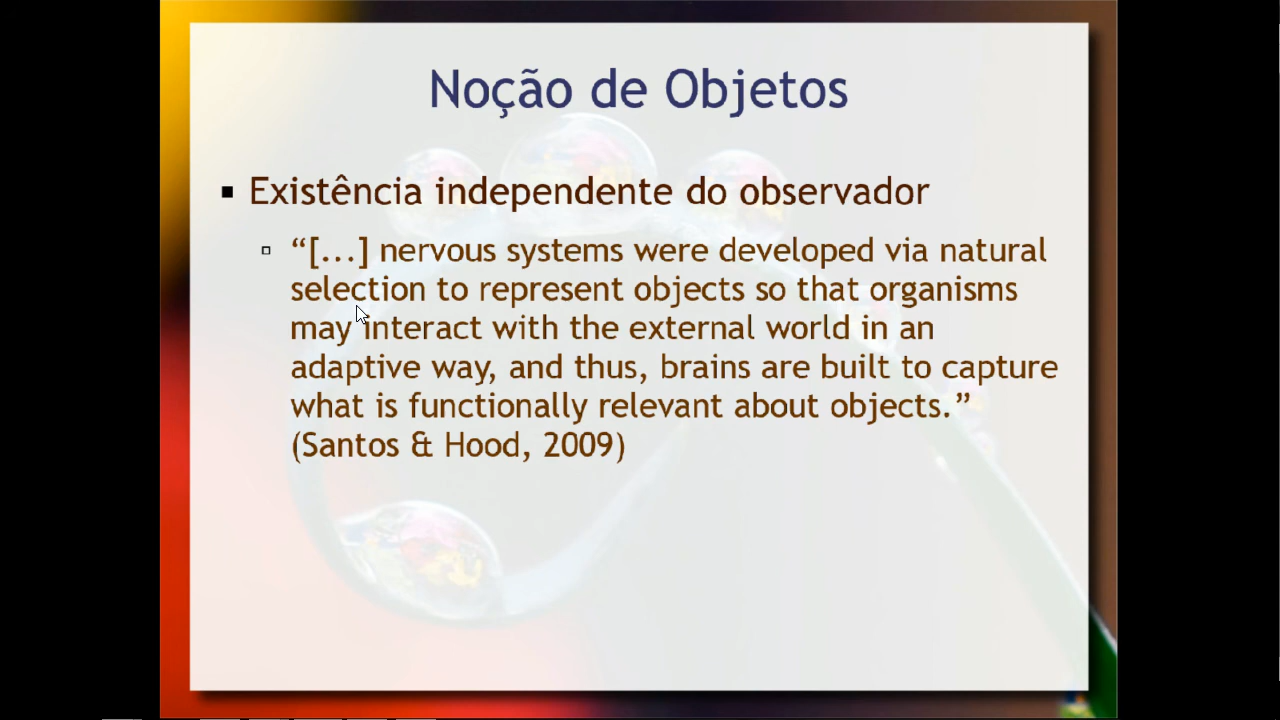 Noção de Objetos
Existência independente do observador
“[...] nervous systems were developed via natural
selection to represent objects so that organisms
may interact with the external world in an
adaptive way, and thus, brains are built to capture
what is functionally relevant about objects.”
(Santos & Hood, 2009)